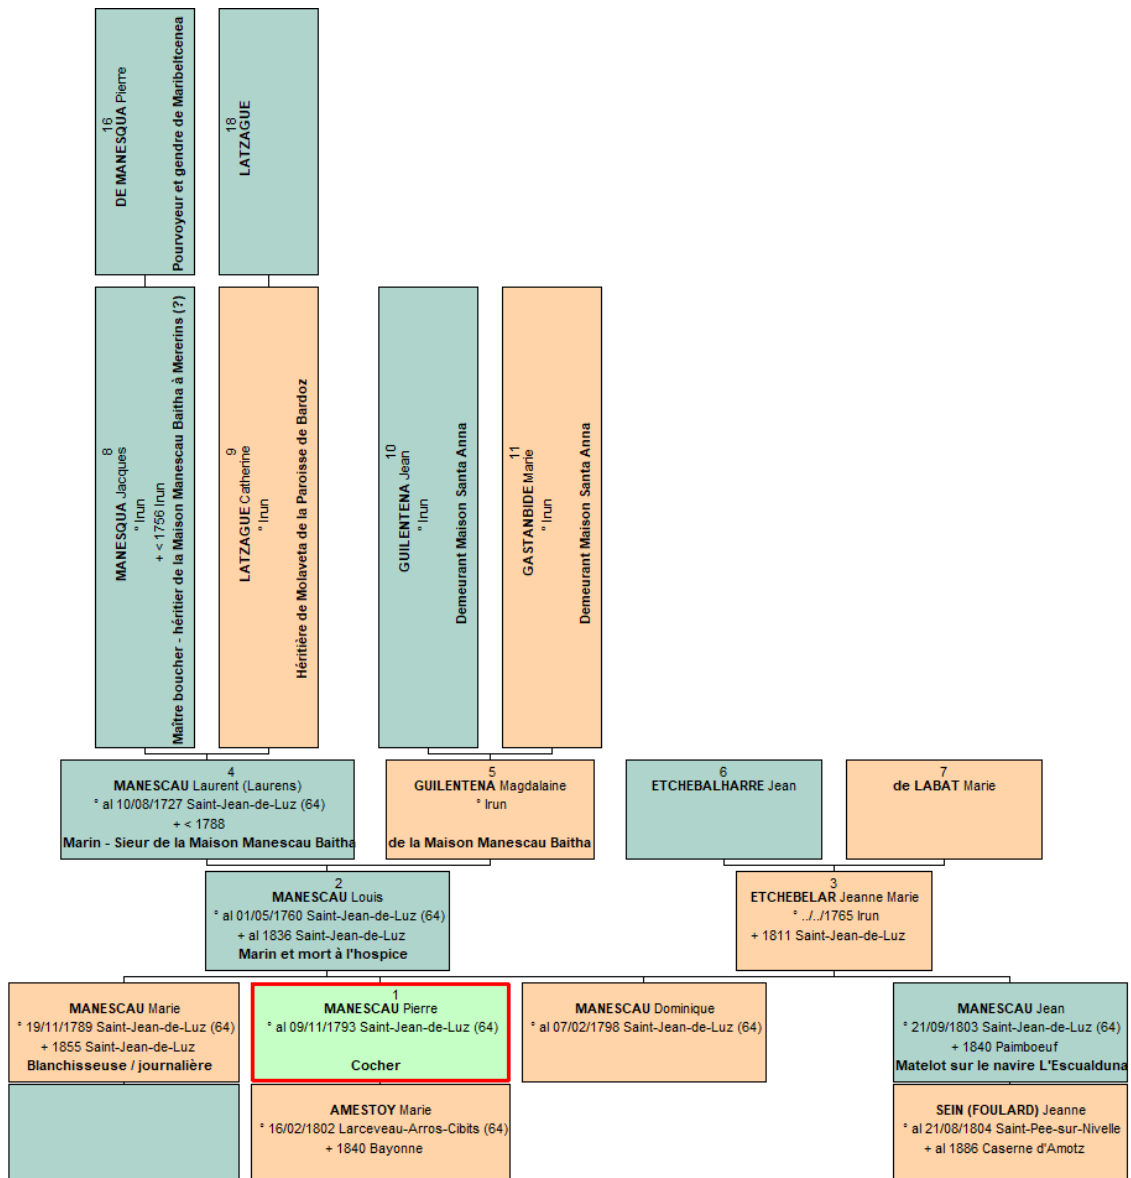 16
DE MANESQUA Pierre
Pourvoyeur et gendre de Maribeltcenea
18
LATZAGUE
8
MANESQUA Jacques
° Irun
+ < 1756 Irun
Maître boucher - héritier de la Maison Manescau Baitha à Mererins (?)
9
LATZAGUE Catherine
° Irun
Héritière de Molaveta de la Paroisse de Bardoz
10
GUILENTENA Jean
° Irun
Demeurant Maison Santa Anna
11
GASTANBIDE Marie
° Irun
Demeurant Maison Santa Anna
4
MANESCAU Laurent (Laurens)
° al 10/08/1727 Saint-Jean-de-Luz (64)
+ < 1788
Marin - Sieur de la Maison Manescau Baitha
5
GUILENTENA Magdalaine
° Irun
de la Maison Manescau Baitha
6
ETCHEBALHARRE Jean
7
de LABAT Marie
2
MANESCAU Louis
° al 01/05/1760 Saint-Jean-de-Luz (64)
+ al 1836 Saint-Jean-de-Luz
Marin et mort à l'hospice
3
ETCHEBELAR Jeanne Marie
° ../../1765 Irun
+ 1811 Saint-Jean-de-Luz
MANESCAU Marie
° 19/11/1789 Saint-Jean-de-Luz (64)
+ 1855 Saint-Jean-de-Luz
Blanchisseuse / journalière
1
MANESCAU Pierre
° al 09/11/1793 Saint-Jean-de-Luz (64)
Cocher
MANESCAU Dominique
° al 07/02/1798 Saint-Jean-de-Luz (64)
MANESCAU Jean
° 21/09/1803 Saint-Jean-de-Luz (64)
+ 1840 Paimboeuf
Matelot sur le navire L'Escualduna
AMESTOY Marie
° 16/02/1802 Larceveau-Arros-Cibits (64)
+ 1840 Bayonne
SEIN (FOULARD) Jeanne
° al 21/08/1804 Saint-Pee-sur-Nivelle
+ al 1886 Caserne d'Amotz